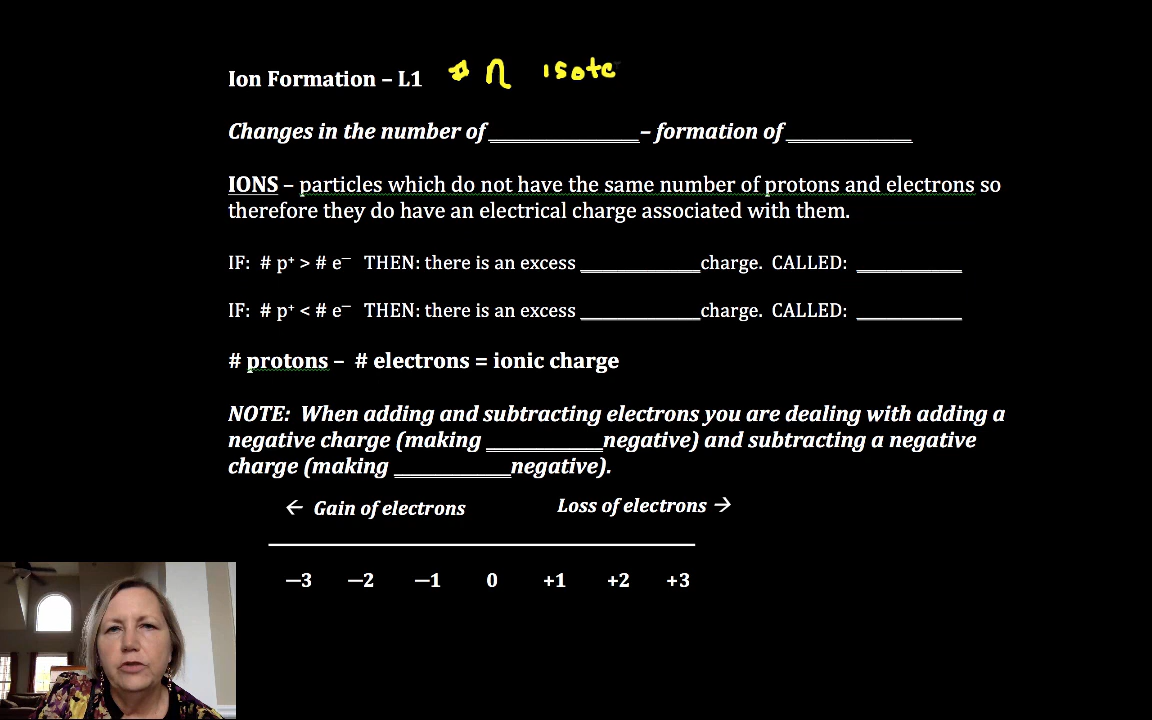 Ion Formation – L1 # n isote
Changes in the number of ______________ – formation of ____________
IONS – particles which do not have the same number of protons and electrons so
therefore they do have an electrical charge associated with them.
IF: # p⁺ > # e⁻ THEN: there is an excess ____________charge. CALLED: ___________
IF: # p⁺ < # e⁻ THEN: there is an excess ____________charge. CALLED: ___________
# protons – # electrons = ionic charge
NOTE: When adding and subtracting electrons you are dealing with adding a
negative charge (making ___________negative) and subtracting a negative
charge (making ___________negative).
← Gain of electrons Loss of electrons →
—3 —2 —1 0 +1 +2 +3